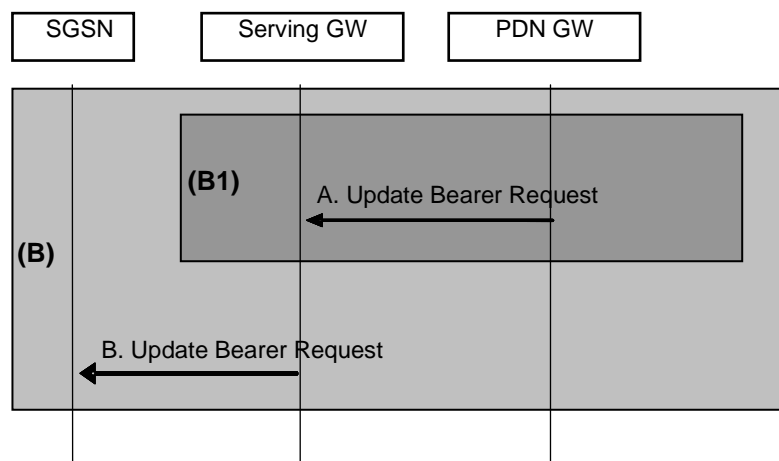 SGSN
Serving GW
PDN GW
(B1)
A. Update Bearer Request
(B)
B. Update Bearer Request